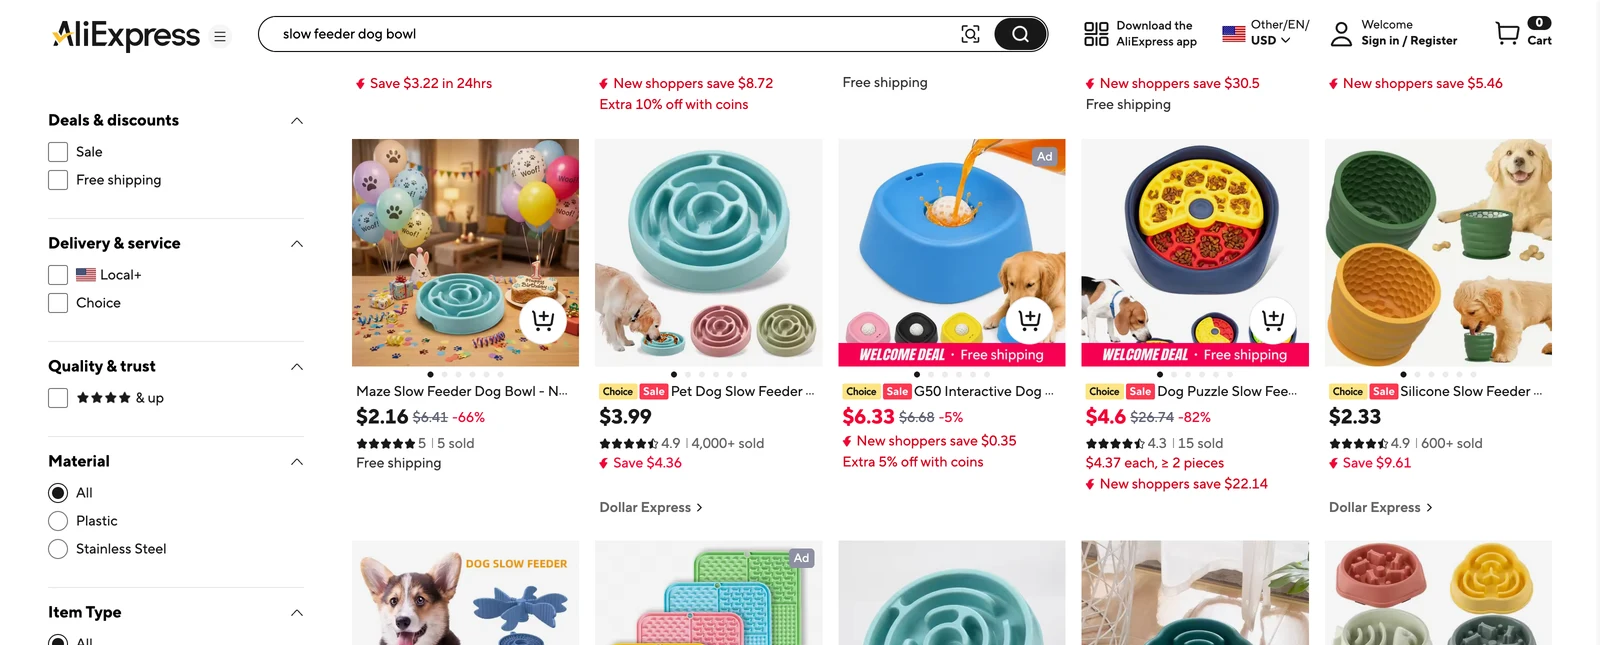 AliExpress
slow feeder dog bowl
Download the
AliExpress app
Other/EN/
USD
Welcome
Sign in / Register
0
Cart
Deals & discounts
Sale
Free shipping
Delivery & service
Local+
Choice
Quality & trust
& up
Material
All
Plastic
Stainless Steel
Item Type
All
Save $3.22 in 24hrs
New shoppers save $8.72
Extra 10% off with coins
Free shipping
New shoppers save $30.5
Free shipping
New shoppers save $5.46
Woof!
Woof!
Woof!
Woof!
Happy
Birthday!
Maze Slow Feeder Dog Bowl - N...
$2.16 $6.41 -66%
5 | 5 sold
Free shipping
Choice Sale Pet Dog Slow Feeder ...
$3.99
4.9 | 4,000+ sold
Save $4.36
Dollar Express >
Ad
WELCOME DEAL · Free shipping
Choice Sale G50 Interactive Dog ...
$6.33 $6.68 -5%
New shoppers save $0.35
Extra 5% off with coins
WELCOME DEAL · Free shipping
Choice Sale Dog Puzzle Slow Fee...
$4.6 $26.74 -82%
4.3 | 15 sold
$4.37 each, ≥ 2 pieces
New shoppers save $22.14
Choice Sale Silicone Slow Feeder ...
$2.33
4.9 | 600+ sold
Save $9.61
Dollar Express >
DOG SLOW FEEDER
Ad